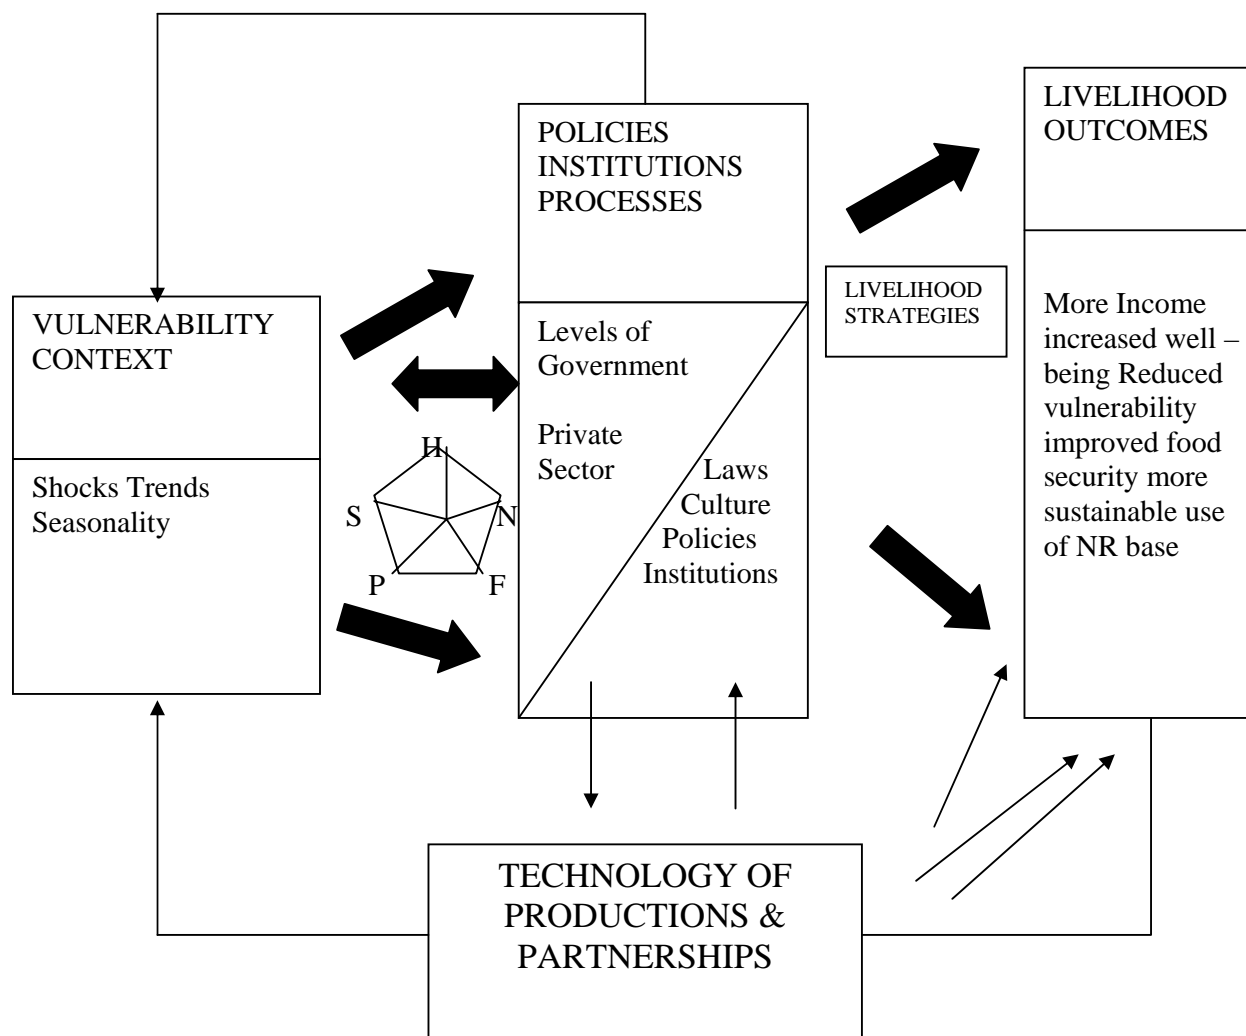 POLICIES
INSTITUTIONS
PROCESSES
LIVELIHOOD
OUTCOMES
VULNERABILITY
CONTEXT
Shocks Trends
Seasonality
H
S
N
P
F
Levels of
Government
Private
Sector
Laws
Culture
Policies
Institutions
LIVELIHOOD
STRATEGIES
More Income
increased well –
being Reduced
vulnerability
improved food
security more
sustainable use
of NR base
TECHNOLOGY OF
PRODUCTIONS &
PARTNERSHIPS